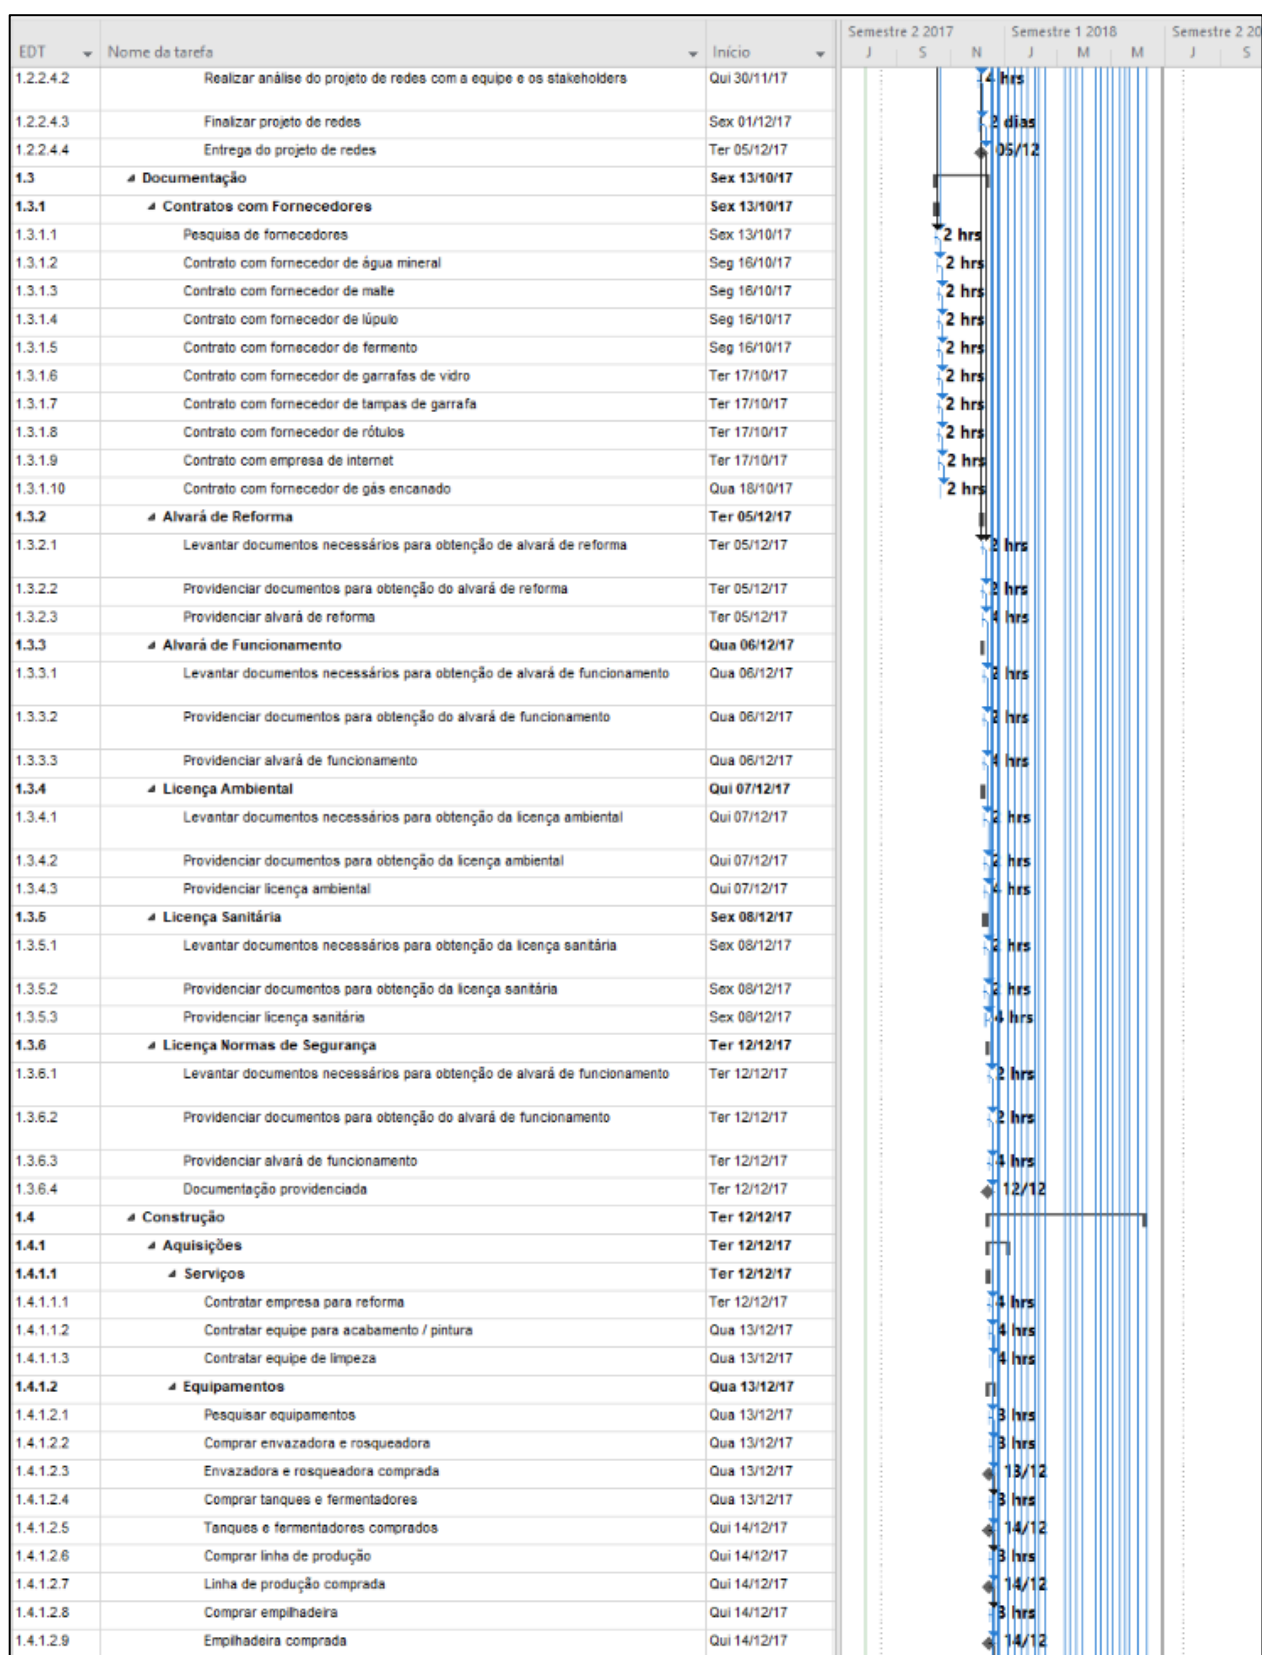 Semestre 2 2017 Semestre 1 2018 Semestre 2 20
EDT Nome da tarefa Início J S N J M M J S
1.2.2.4.2 Realizar análise do projeto de redes com a equipe e os stakeholders Qui 30/11/17 4 hrs
1.2.2.4.3 Finalizar projeto de redes Sex 01/12/17 2 dias
1.2.2.4.4 Entrega do projeto de redes Ter 05/12/17 05/12
1.3 Documentação Sex 13/10/17
1.3.1 Contratos com Fornecedores Sex 13/10/17
1.3.1.1 Pesquisa de fornecedores Sex 13/10/17 2 hrs
1.3.1.2 Contrato com fornecedor de água mineral Seg 16/10/17 2 hrs
1.3.1.3 Contrato com fornecedor de malte Seg 16/10/17 2 hrs
1.3.1.4 Contrato com fornecedor de lúpulo Seg 16/10/17 2 hrs
1.3.1.5 Contrato com fornecedor de fermento Seg 16/10/17 2 hrs
1.3.1.6 Contrato com fornecedor de garrafas de vidro Ter 17/10/17 2 hrs
1.3.1.7 Contrato com fornecedor de tampas de garrafa Ter 17/10/17 2 hrs
1.3.1.8 Contrato com fornecedor de rótulos Ter 17/10/17 2 hrs
1.3.1.9 Contrato com empresa de internet Ter 17/10/17 2 hrs
1.3.1.10 Contrato com fornecedor de gás encanado Qua 18/10/17 2 hrs
1.3.2 Alvará de Reforma Ter 05/12/17
1.3.2.1 Levantar documentos necessários para obtenção de alvará de reforma Ter 05/12/17 2 hrs
1.3.2.2 Providenciar documentos para obtenção do alvará de reforma Ter 05/12/17 2 hrs
1.3.2.3 Providenciar alvará de reforma Ter 05/12/17 4 hrs
1.3.3 Alvará de Funcionamento Qua 06/12/17
1.3.3.1 Levantar documentos necessários para obtenção de alvará de funcionamento Qua 06/12/17 2 hrs
1.3.3.2 Providenciar documentos para obtenção do alvará de funcionamento Qua 06/12/17 2 hrs
1.3.3.3 Providenciar alvará de funcionamento Qua 06/12/17 4 hrs
1.3.4 Licença Ambiental Qui 07/12/17
1.3.4.1 Levantar documentos necessários para obtenção da licença ambiental Qui 07/12/17 2 hrs
1.3.4.2 Providenciar documentos para obtenção da licença ambiental Qui 07/12/17 2 hrs
1.3.4.3 Providenciar licença ambiental Qui 07/12/17 4 hrs
1.3.5 Licença Sanitária Sex 08/12/17
1.3.5.1 Levantar documentos necessários para obtenção da licença sanitária Sex 08/12/17 2 hrs
1.3.5.2 Providenciar documentos para obtenção da licença sanitária Sex 08/12/17 2 hrs
1.3.5.3 Providenciar licença sanitária Sex 08/12/17 4 hrs
1.3.6 Licença Normas de Segurança Ter 12/12/17
1.3.6.1 Levantar documentos necessários para obtenção de alvará de funcionamento Ter 12/12/17 2 hrs
1.3.6.2 Providenciar documentos para obtenção do alvará de funcionamento Ter 12/12/17 2 hrs
1.3.6.3 Providenciar alvará de funcionamento Ter 12/12/17 4 hrs
1.3.6.4 Documentação providenciada Ter 12/12/17 12/12
1.4 Construção Ter 12/12/17
1.4.1 Aquisições Ter 12/12/17
1.4.1.1 Serviços Ter 12/12/17
1.4.1.1.1 Contratar empresa para reforma Ter 12/12/17 4 hrs
1.4.1.1.2 Contratar equipe para acabamento / pintura Qua 13/12/17 4 hrs
1.4.1.1.3 Contratar equipe de limpeza Qua 13/12/17 4 hrs
1.4.1.2 Equipamentos Qua 13/12/17
1.4.1.2.1 Pesquisar equipamentos Qua 13/12/17 3 hrs
1.4.1.2.2 Comprar envazadora e rosqueadora Qua 13/12/17 3 hrs
1.4.1.2.3 Envazadora e rosqueadora comprada Qua 13/12/17 13/12
1.4.1.2.4 Comprar tanques e fermentadores Qua 13/12/17 3 hrs
1.4.1.2.5 Tanques e fermentadores comprados Qui 14/12/17 14/12
1.4.1.2.6 Comprar linha de produção Qui 14/12/17 3 hrs
1.4.1.2.7 Linha de produção comprada Qui 14/12/17 14/12
1.4.1.2.8 Comprar empilhadeira Qui 14/12/17 3 hrs
1.4.1.2.9 Empilhadeira comprada Qui 14/12/17 14/12